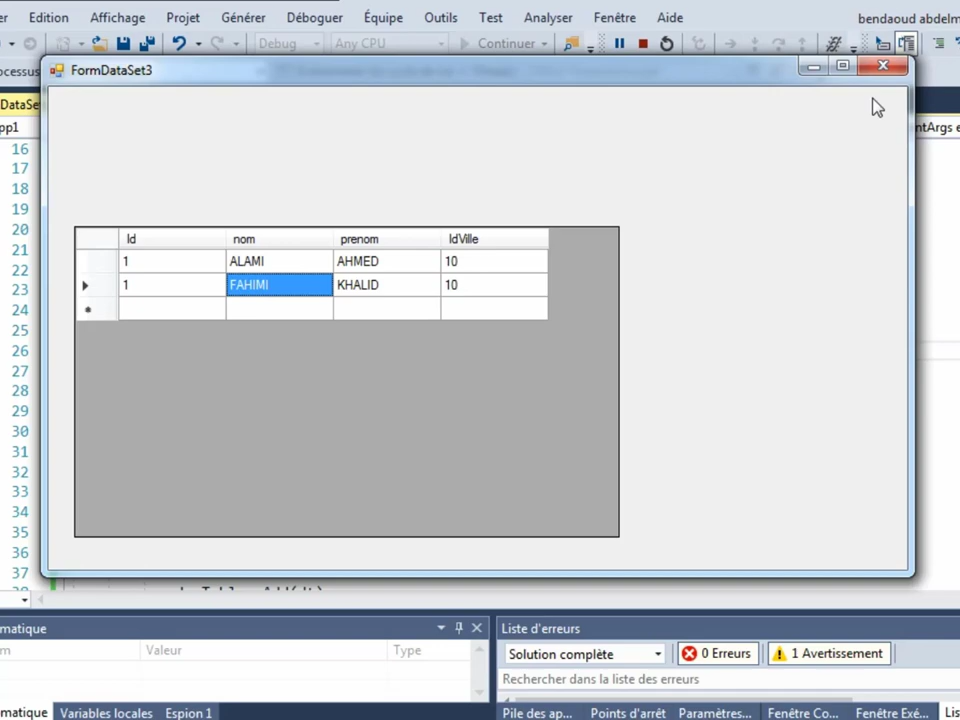 Edition Affichage Projet Générer Déboguer Équipe Outils Test Analyser Fenêtre Aide bendaoud abdelm
Debug Any CPU Continuer
FormDataSet3
DataSe
pp1
ntArgs e
16
17
18
19
20
21
22
23
24
25
26
27
28
29
30
31
32
33
34
35
36
37
Id nom prenom IdVille
1 ALAMI AHMED 10
1 FAHIMI KHALID 10
matique
Valeur Type
Liste d'erreurs
Solution complète 0 Erreurs 1 Avertissement
Rechercher dans la liste des erreurs
matique Variables locales Espion 1
Pile des ap... Points d'arrêt Paramètres... Fenêtre Co... Fenêtre Exé... Lis